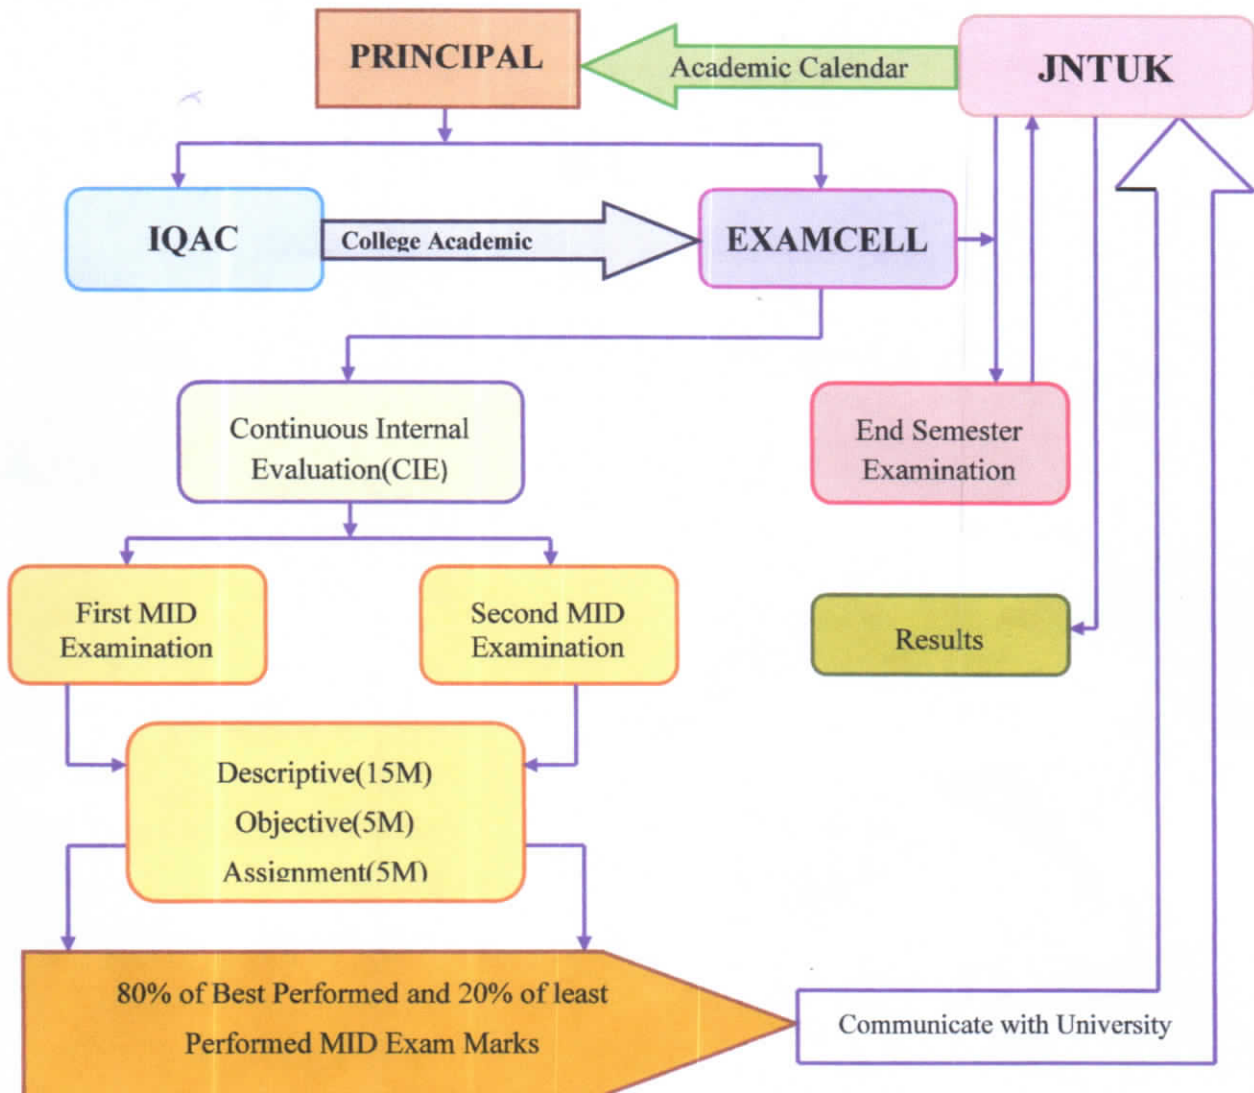 PRINCIPAL
Academic Calendar
JNTUK
IQAC
College Academic
EXAMCELL
Continuous Internal
Evaluation(CIE)
End Semester
Examination
First MID
Examination
Second MID
Examination
Results
Descriptive(15M)
Objective(5M)
Assignment(5M)
80% of Best Performed and 20% of least
Performed MID Exam Marks
Communicate with University